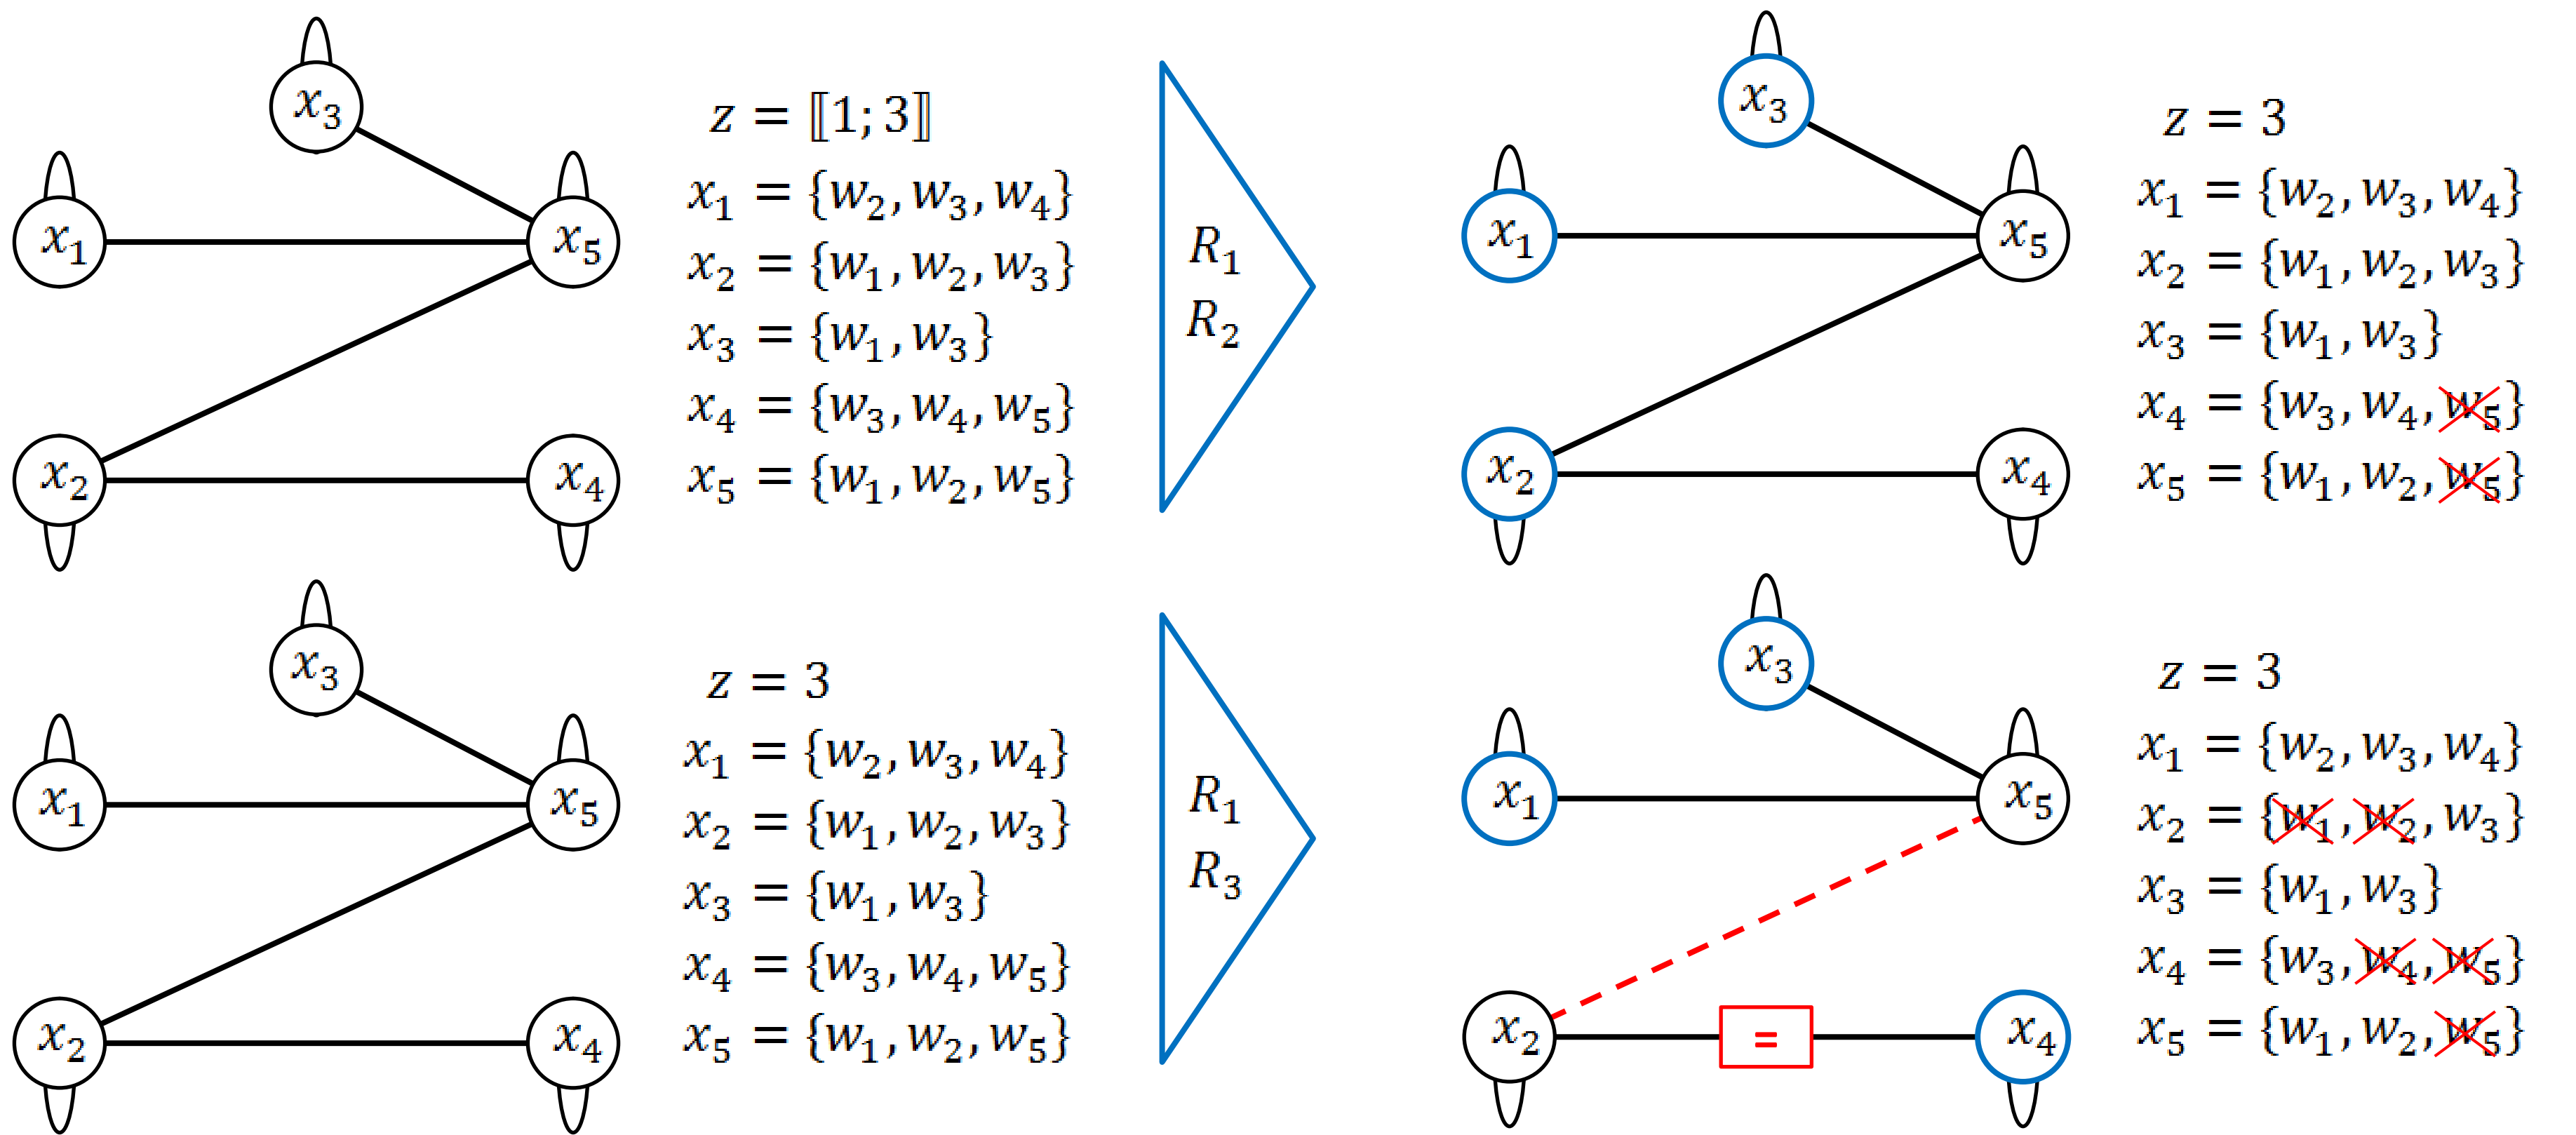 x₃
x₁
x₅
x₂
x₄
z = ⟦1; 3⟧
x₁ = {w₂, w₃, w₄}
x₂ = {w₁, w₂, w₃}
x₃ = {w₁, w₃}
x₄ = {w₃, w₄, w₅}
x₅ = {w₁, w₂, w₅}
R₁
R₂
x₃
x₁
x₅
x₂
x₄
z = 3
x₁ = {w₂, w₃, w₄}
x₂ = {w₁, w₂, w₃}
x₃ = {w₁, w₃}
x₄ = {w₃, w₄, w₅}
x₅ = {w₁, w₂, w₅}
x₃
x₁
x₅
x₂
x₄
z = 3
x₁ = {w₂, w₃, w₄}
x₂ = {w₁, w₂, w₃}
x₃ = {w₁, w₃}
x₄ = {w₃, w₄, w₅}
x₅ = {w₁, w₂, w₅}
R₁
R₃
x₃
x₁
x₅
x₂
=
x₄
z = 3
x₁ = {w₂, w₃, w₄}
x₂ = {w₁, w₂, w₃}
x₃ = {w₁, w₃}
x₄ = {w₃, w₄, w₅}
x₅ = {w₁, w₂, w₅}